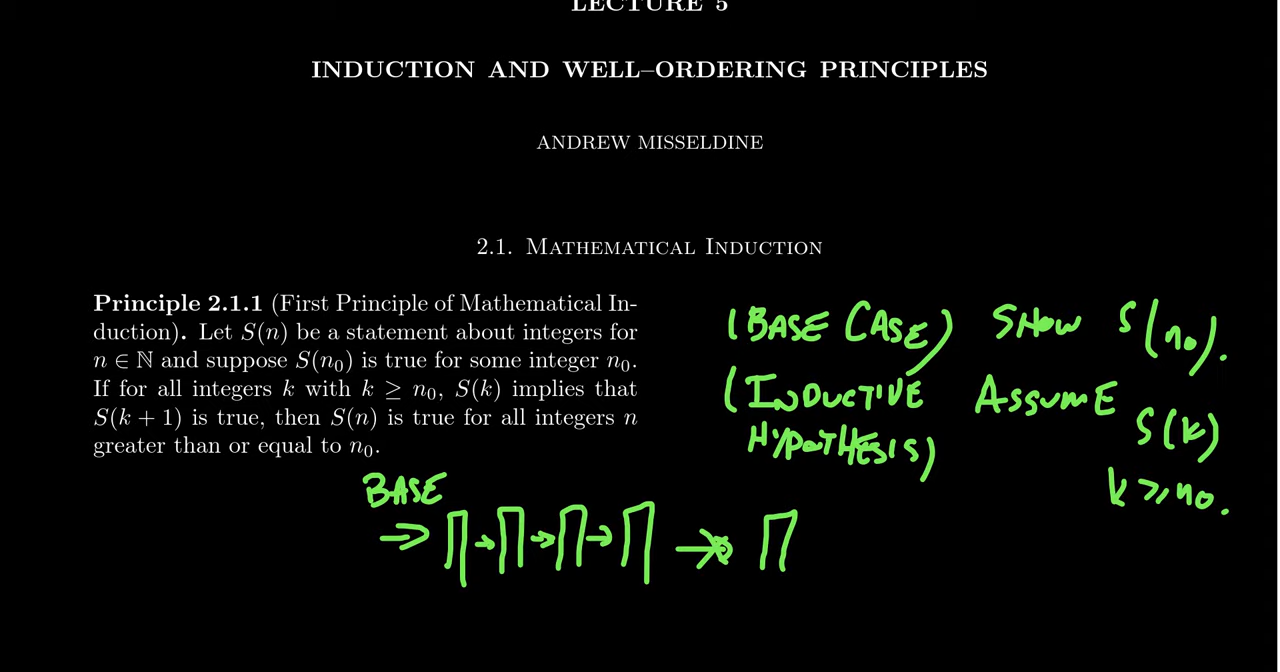 LECTURE 5
INDUCTION AND WELL–ORDERING PRINCIPLES
ANDREW MISSELDINE
2.1. MATHEMATICAL INDUCTION
Principle 2.1.1 (First Principle of Mathematical In-
duction). Let S(n) be a statement about integers for
n ∈ ℕ and suppose S(n₀) is true for some integer n₀.
If for all integers k with k ≥ n₀, S(k) implies that
S(k + 1) is true, then S(n) is true for all integers n
greater than or equal to n₀.
(BASE CASE) SHOW S(n₀).
(INDUCTIVE ASSUME
HYPOTHESIS) S(k)
k ≥ n₀.
BASE